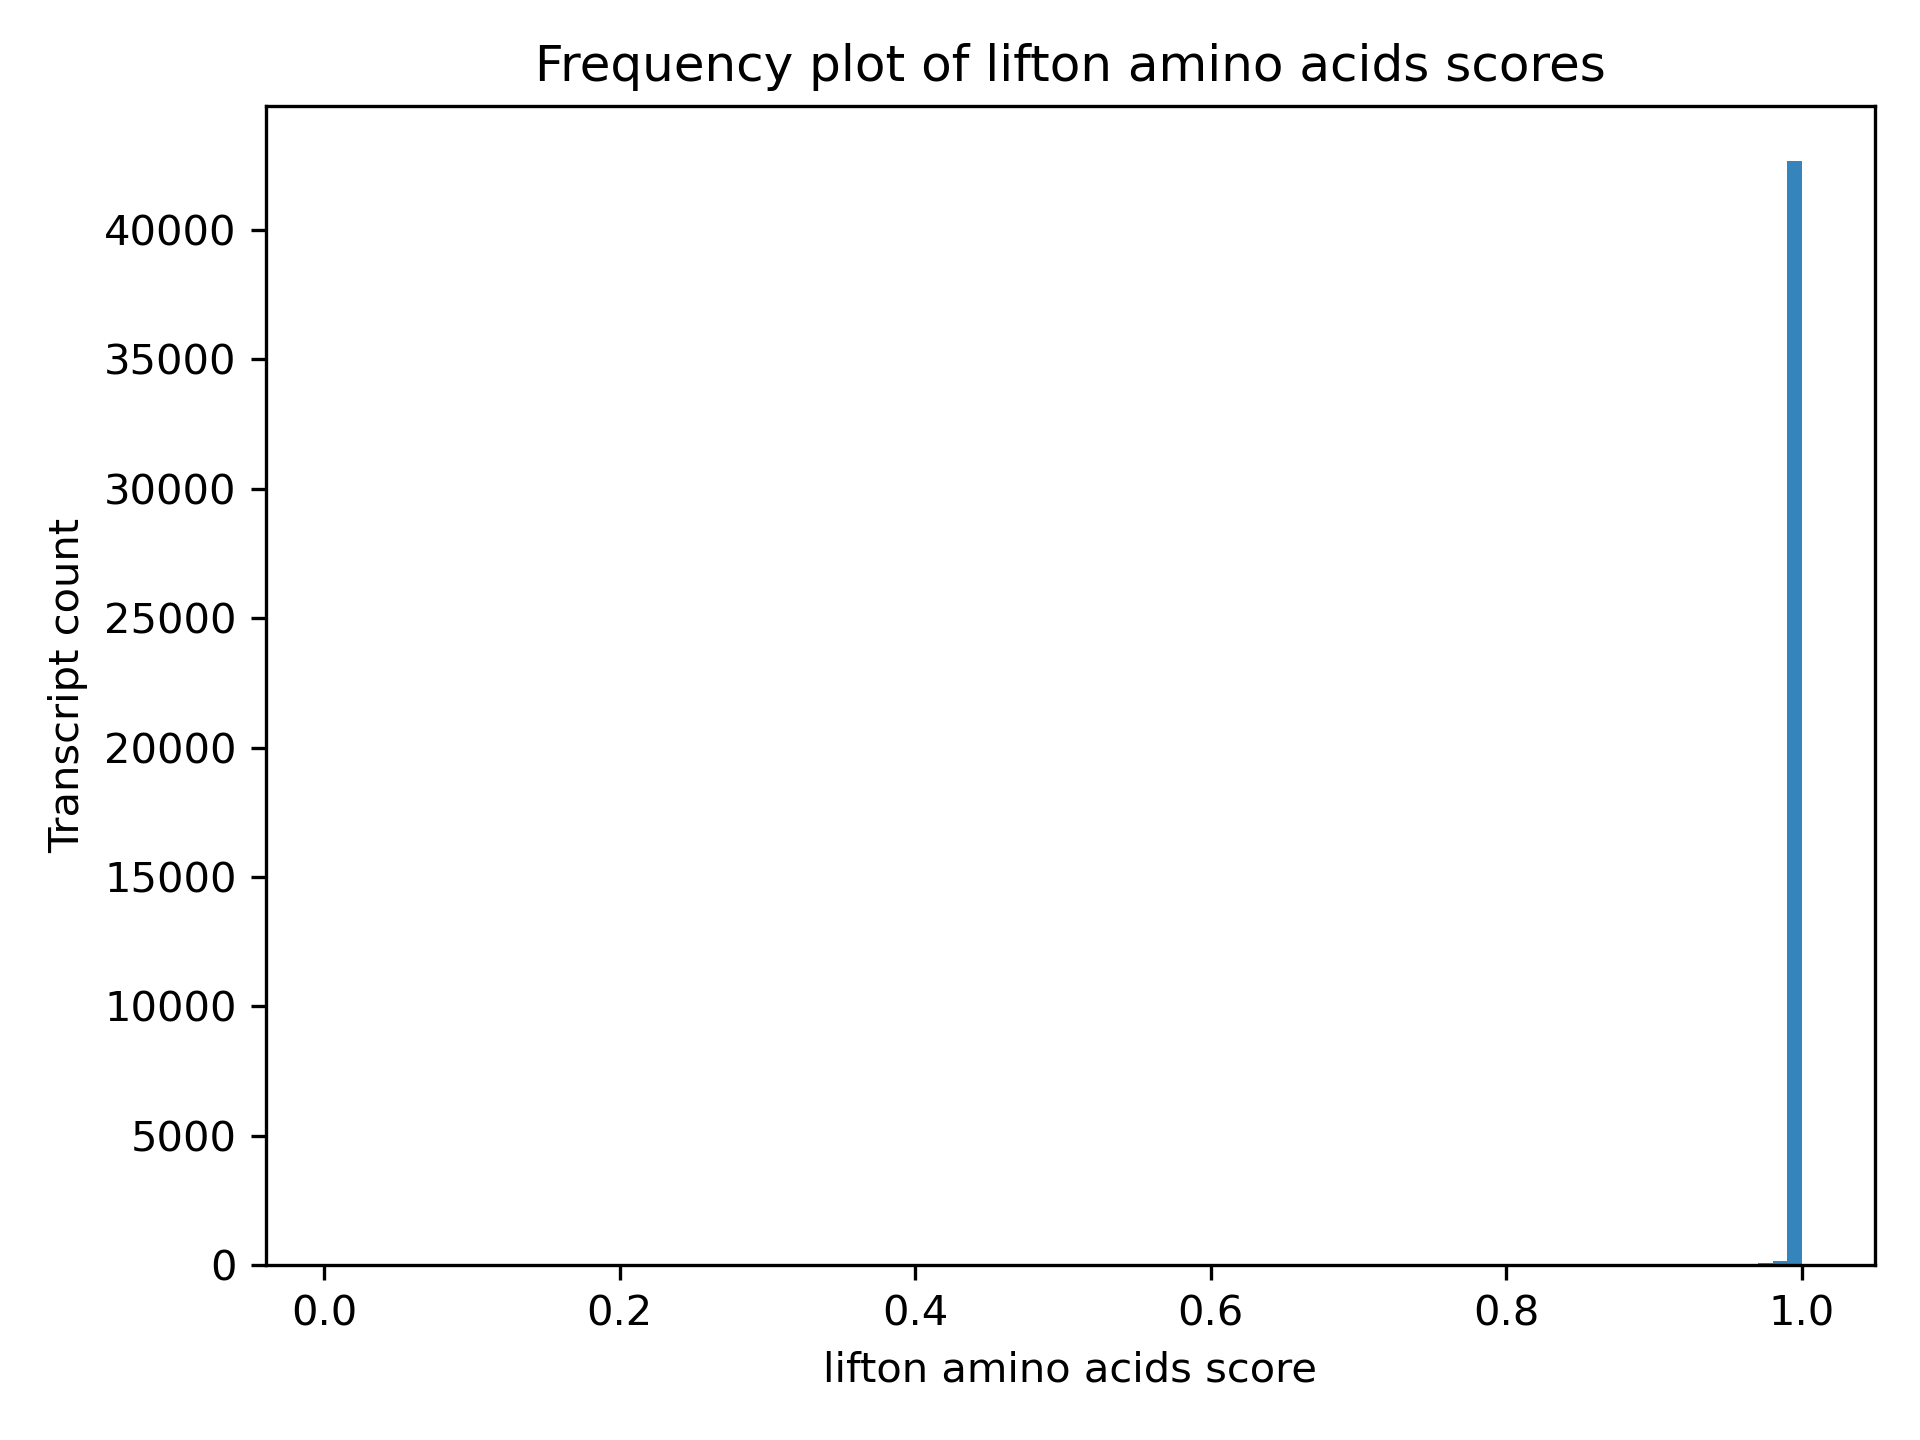 Frequency plot of lifton amino acids scores
40000
35000
30000
25000
20000
15000
10000
5000
0
Transcript count
0.0 0.2 0.4 0.6 0.8 1.0
lifton amino acids score